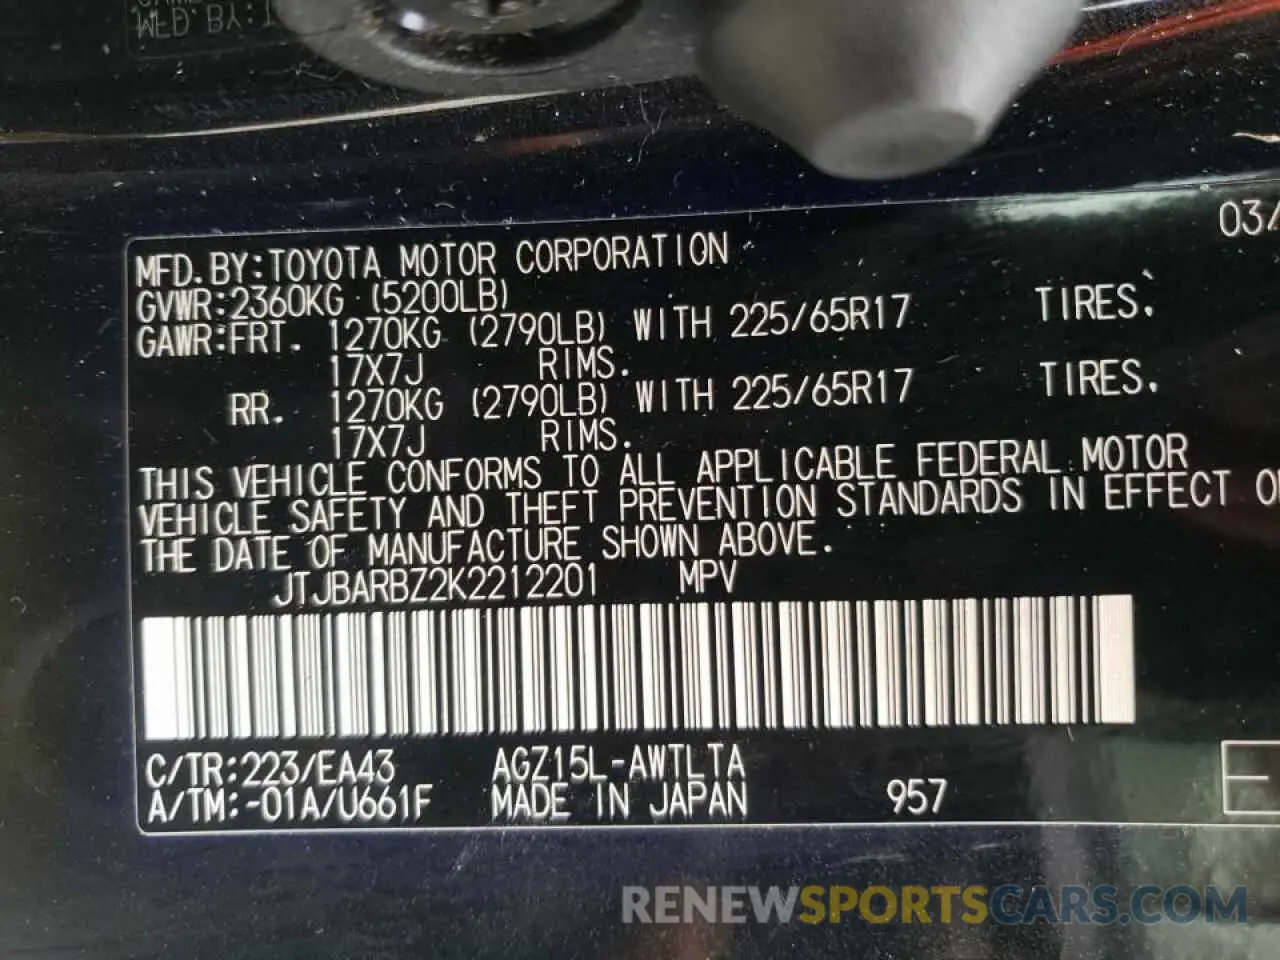 WLD BY:
03/
MFD. BY:TOYOTA MOTOR CORPORATION
GVWR:2360KG (5200LB)
GAWR:FRT. 1270KG (2790LB) WITH 225/65R17 TIRES.
17X7J RIMS.
RR. 1270KG (2790LB) WITH 225/65R17 TIRES.
17X7J RIMS.
THIS VEHICLE CONFORMS TO ALL APPLICABLE FEDERAL MOTOR
VEHICLE SAFETY AND THEFT PREVENTION STANDARDS IN EFFECT
THE DATE OF MANUFACTURE SHOWN ABOVE.
JTJBARBZ2K2212201 MPV
C/TR:223/EA43 AGZ15L-AWTLTA
A/TM:-01A/U661F MADE IN JAPAN 957
RENEWSPORTSCARS.COM